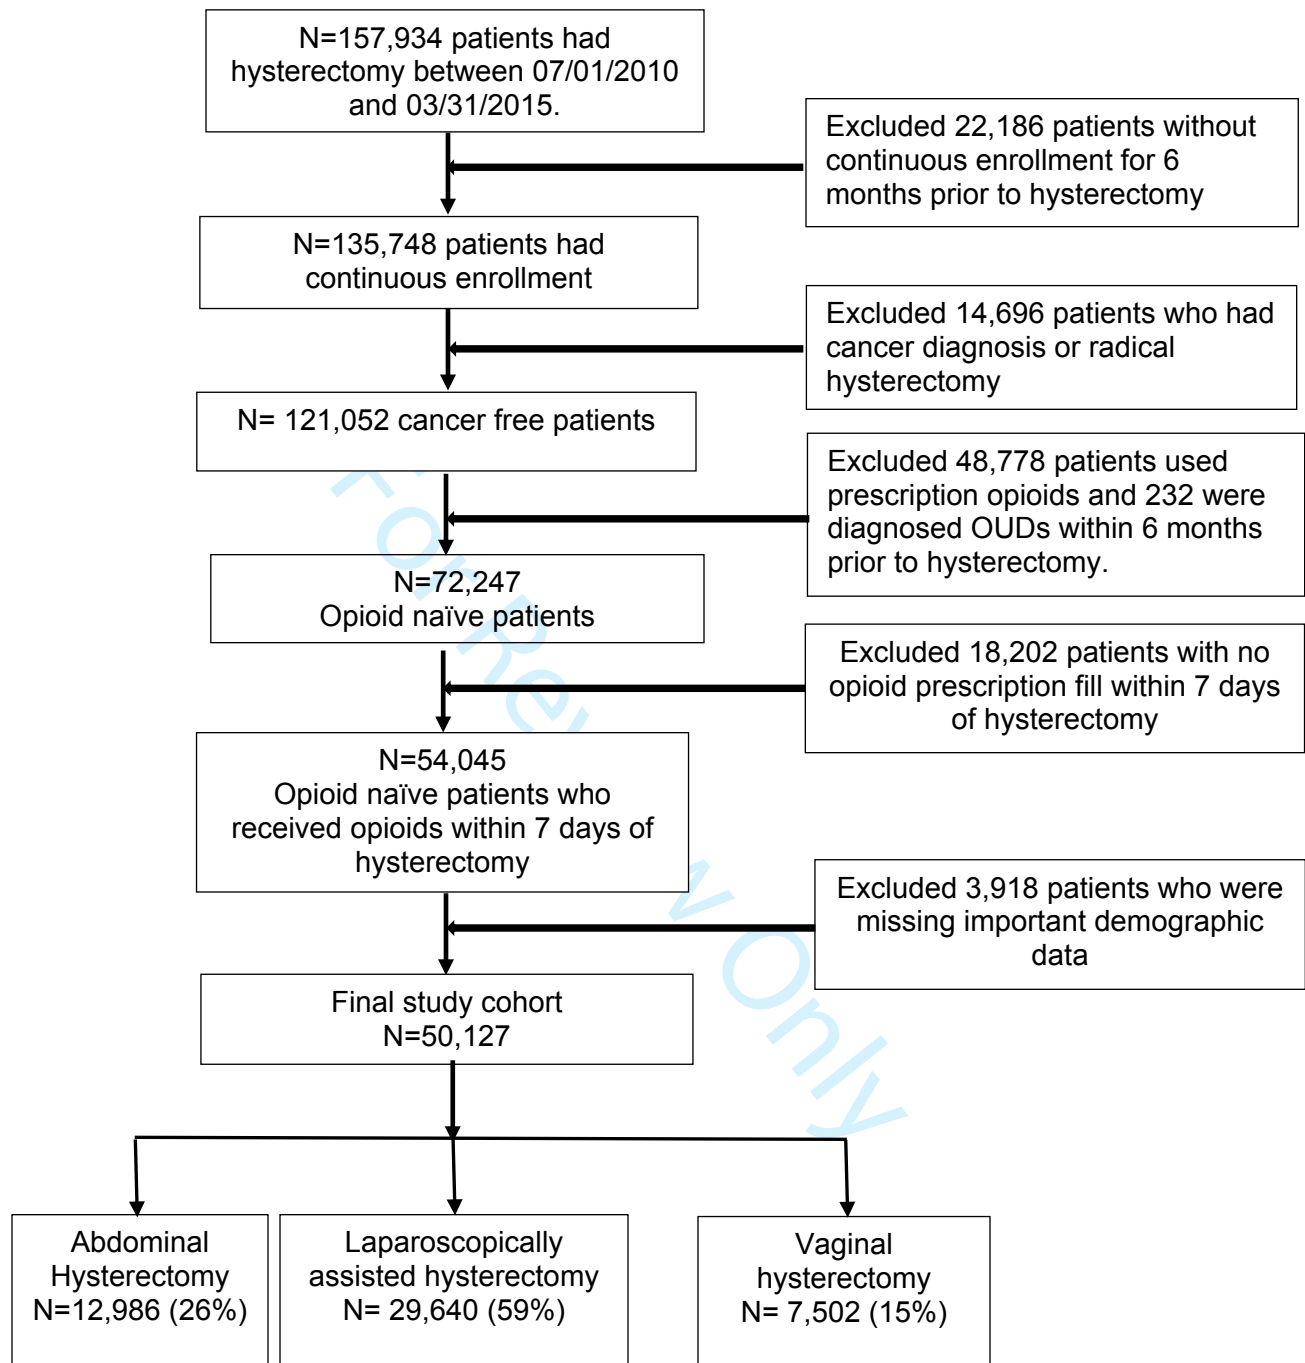 N=157,934 patients had
hysterectomy between 07/01/2010
and 03/31/2015.
Excluded 22,186 patients without
continuous enrollment for 6
months prior to hysterectomy
N=135,748 patients had
continuous enrollment
Excluded 14,696 patients who had
cancer diagnosis or radical
hysterectomy
N= 121,052 cancer free patients
Excluded 48,778 patients used
prescription opioids and 232 were
diagnosed OUDs within 6 months
prior to hysterectomy.
N=72,247
Opioid naïve patients
Excluded 18,202 patients with no
opioid prescription fill within 7 days
of hysterectomy
N=54,045
Opioid naïve patients who
received opioids within 7 days of
hysterectomy
Excluded 3,918 patients who were
missing important demographic
data
Final study cohort
N=50,127
Abdominal
Hysterectomy
N=12,986 (26%)
Laparoscopically
assisted hysterectomy
N= 29,640 (59%)
Vaginal
hysterectomy
N= 7,502 (15%)
For Review Only